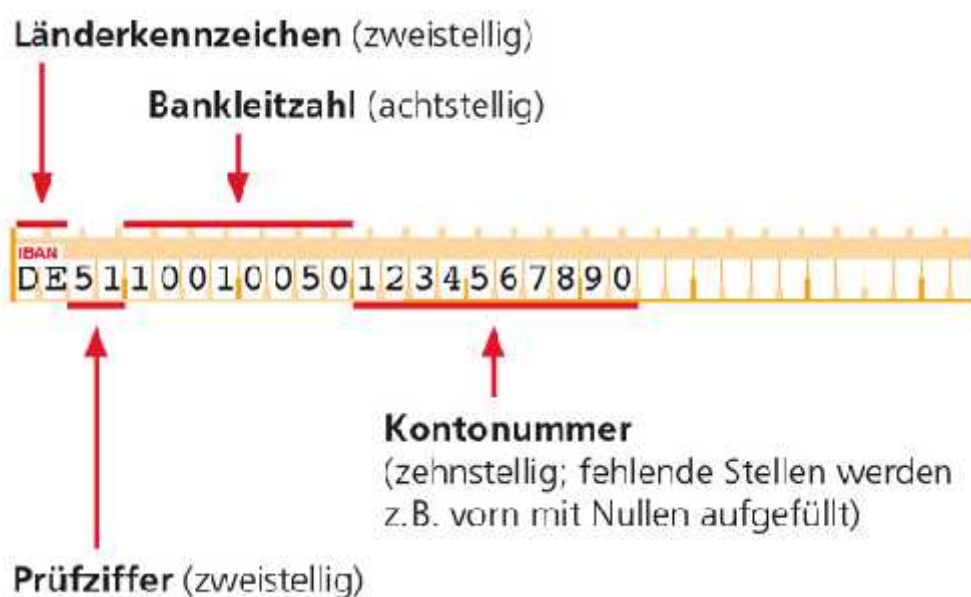 Länderkennzeichen (zweistellig)
Bankleitzahl (achtstellig)
IBAN
DE51100100501234567890
Kontonummer
(zehnstellig; fehlende Stellen werden
z.B. vorn mit Nullen aufgefüllt)
Prüfziffer (zweistellig)